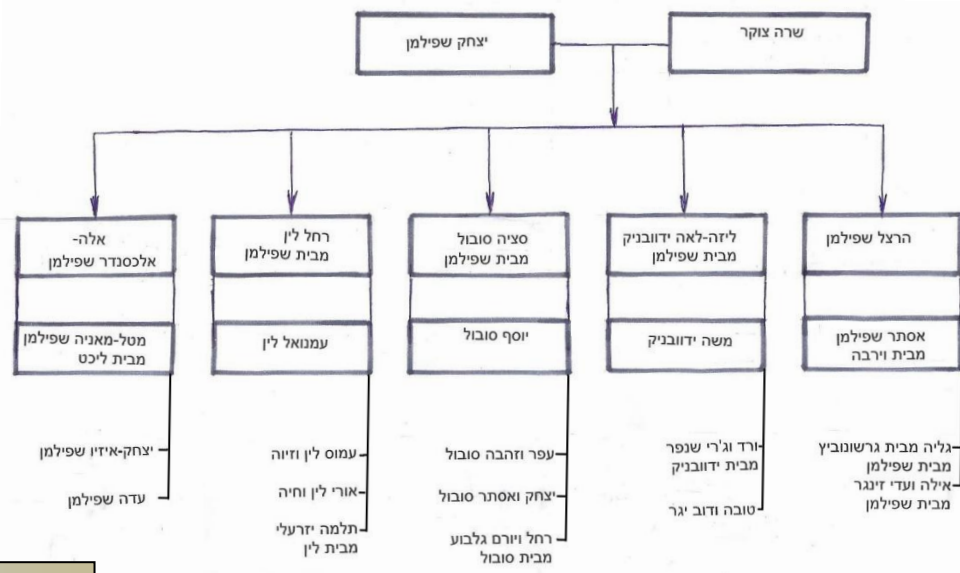 שרה צוקר
יצחק שפילמן
הרצל שפילמן
אסתר שפילמן
מבית וירבה
גליה מבית גרשונוביץ
מבית שפילמן
אילה ועדי זינגר
מבית שפילמן
ליזה-לאה ידוובניק
מבית שפילמן
משה ידוובניק
ורד וג'רי שנפר
מבית ידוובניק
טובה ודוב יגר
סציה סובול
מבית שפילמן
יוסף סובול
עפר וזהבה סובול
יצחק ואסתר סובול
רחל ויורם גלבוע
מבית סובול
רחל לין
מבית שפילמן
עמנואל לין
עמוס לין וזיוה
אורי לין וחיה
תלמה יזרעלי
מבית לין
אלה-
אלכסנדר שפילמן
מטל-מאניה שפילמן
מבית ליכט
יצחק-איזיו שפילמן
עדה שפילמן